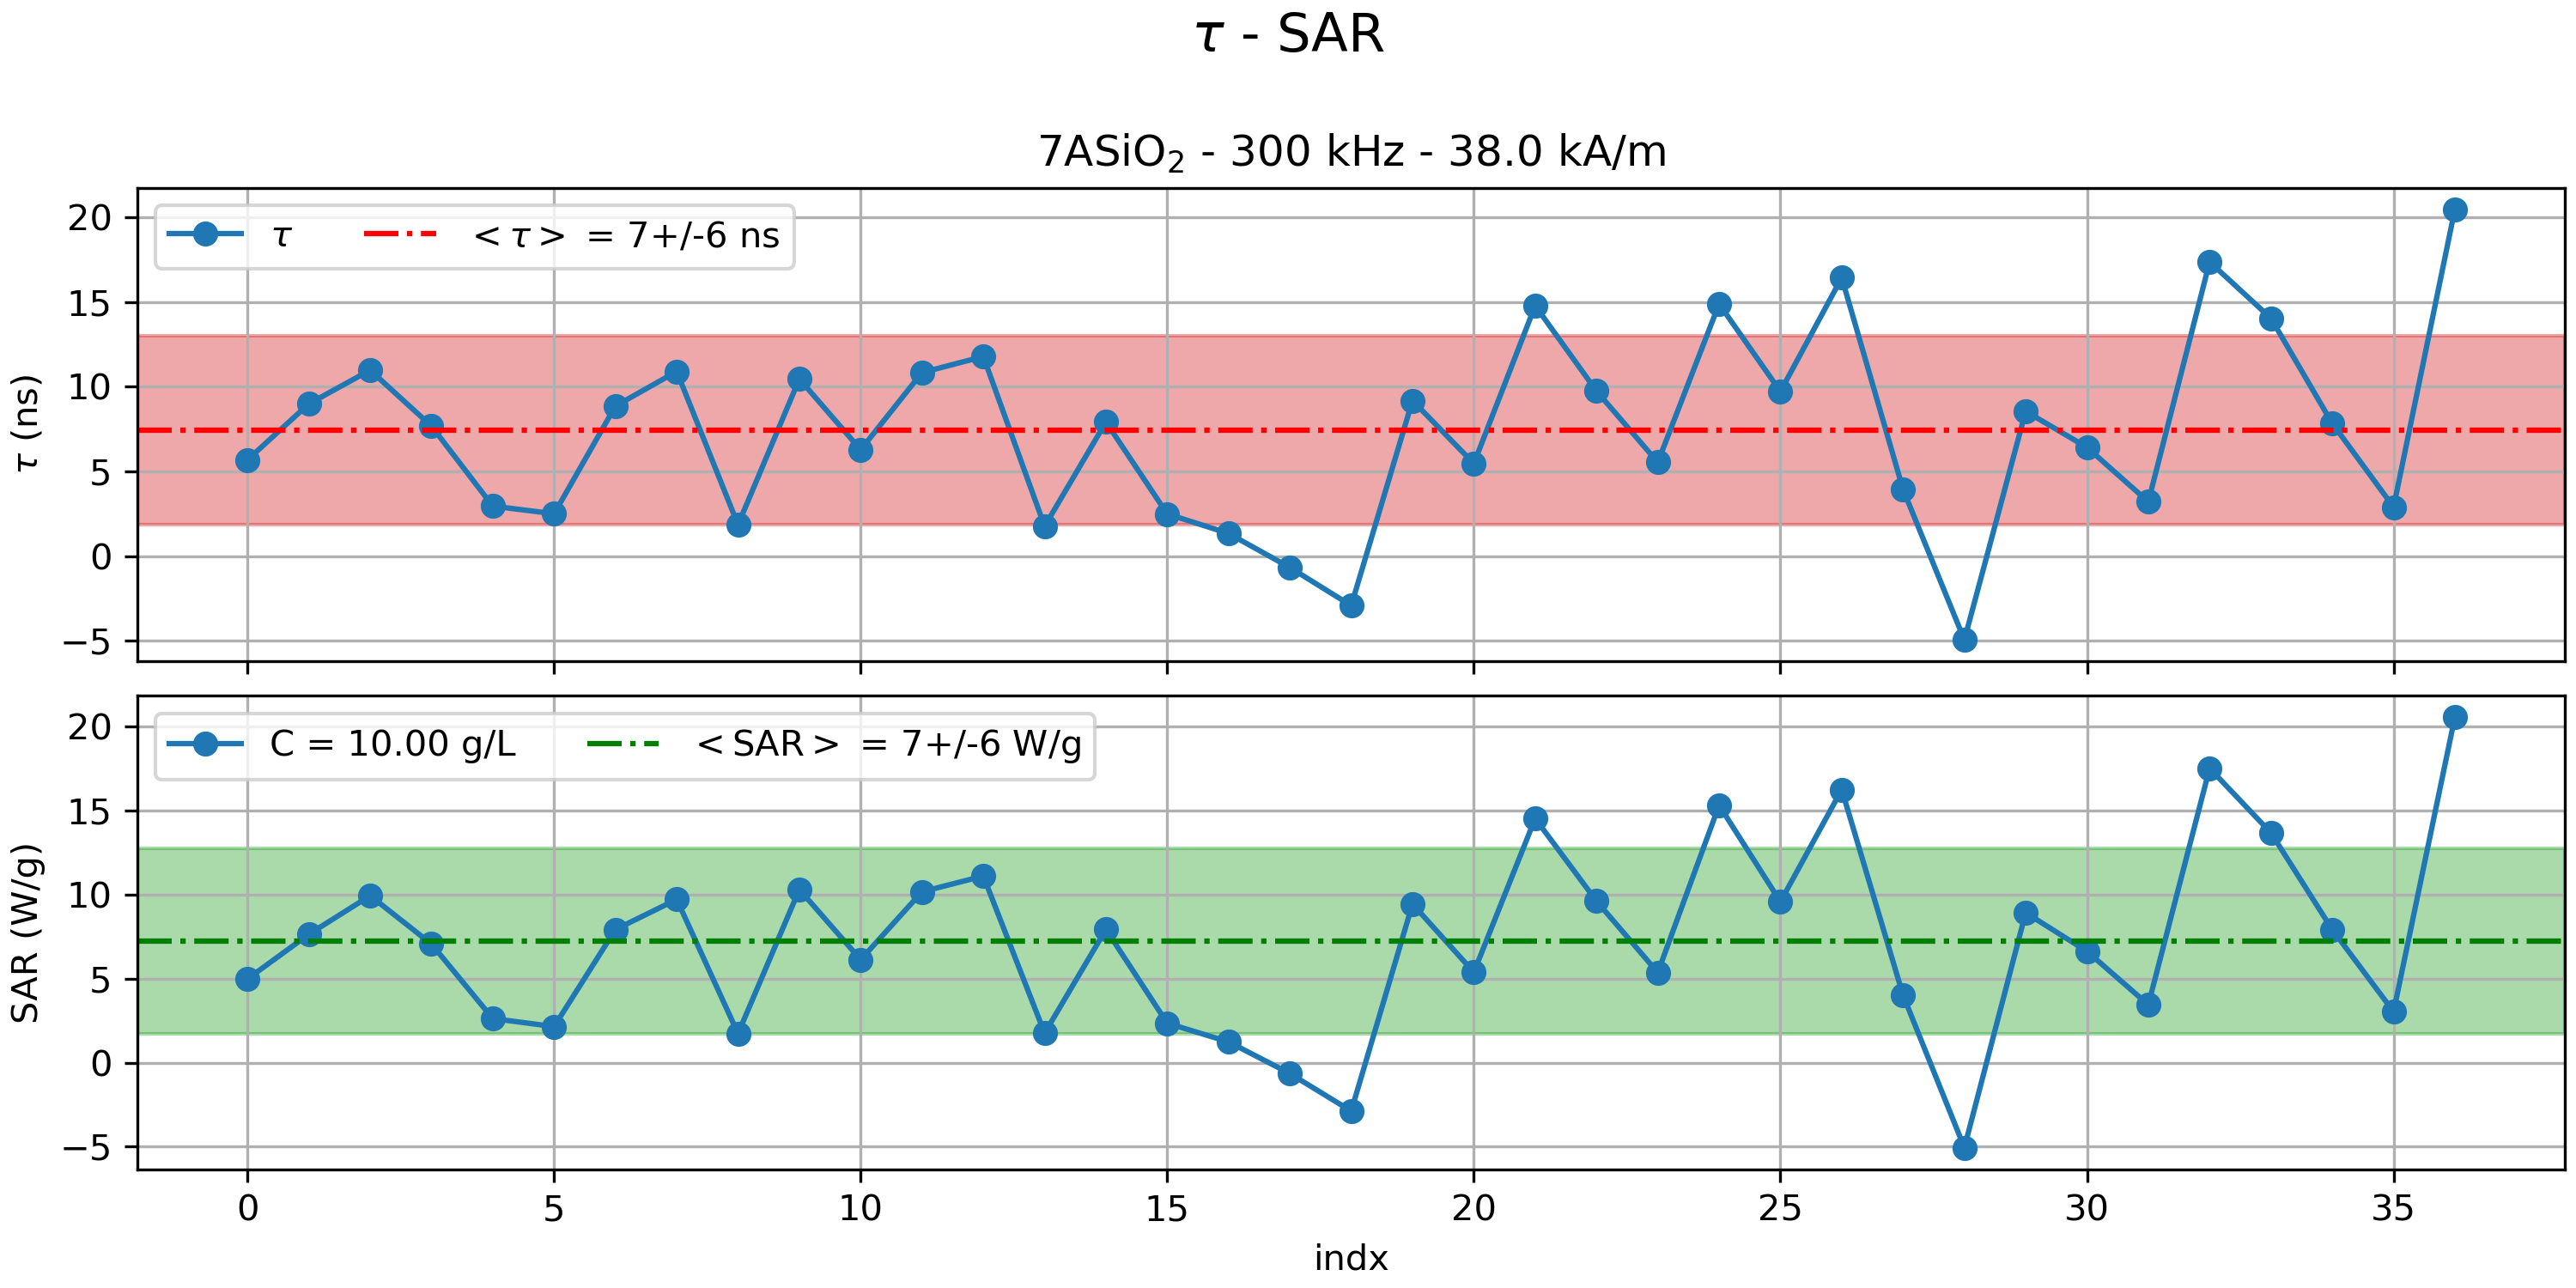 τ - SAR
7ASiO₂ - 300 kHz - 38.0 kA/m
20
15
10
5
0
−5
τ (ns)
τ
<τ> = 7+/-6 ns
20
15
10
5
0
−5
SAR (W/g)
C = 10.00 g/L
<SAR> = 7+/-6 W/g
0 5 10 15 20 25 30 35
indx